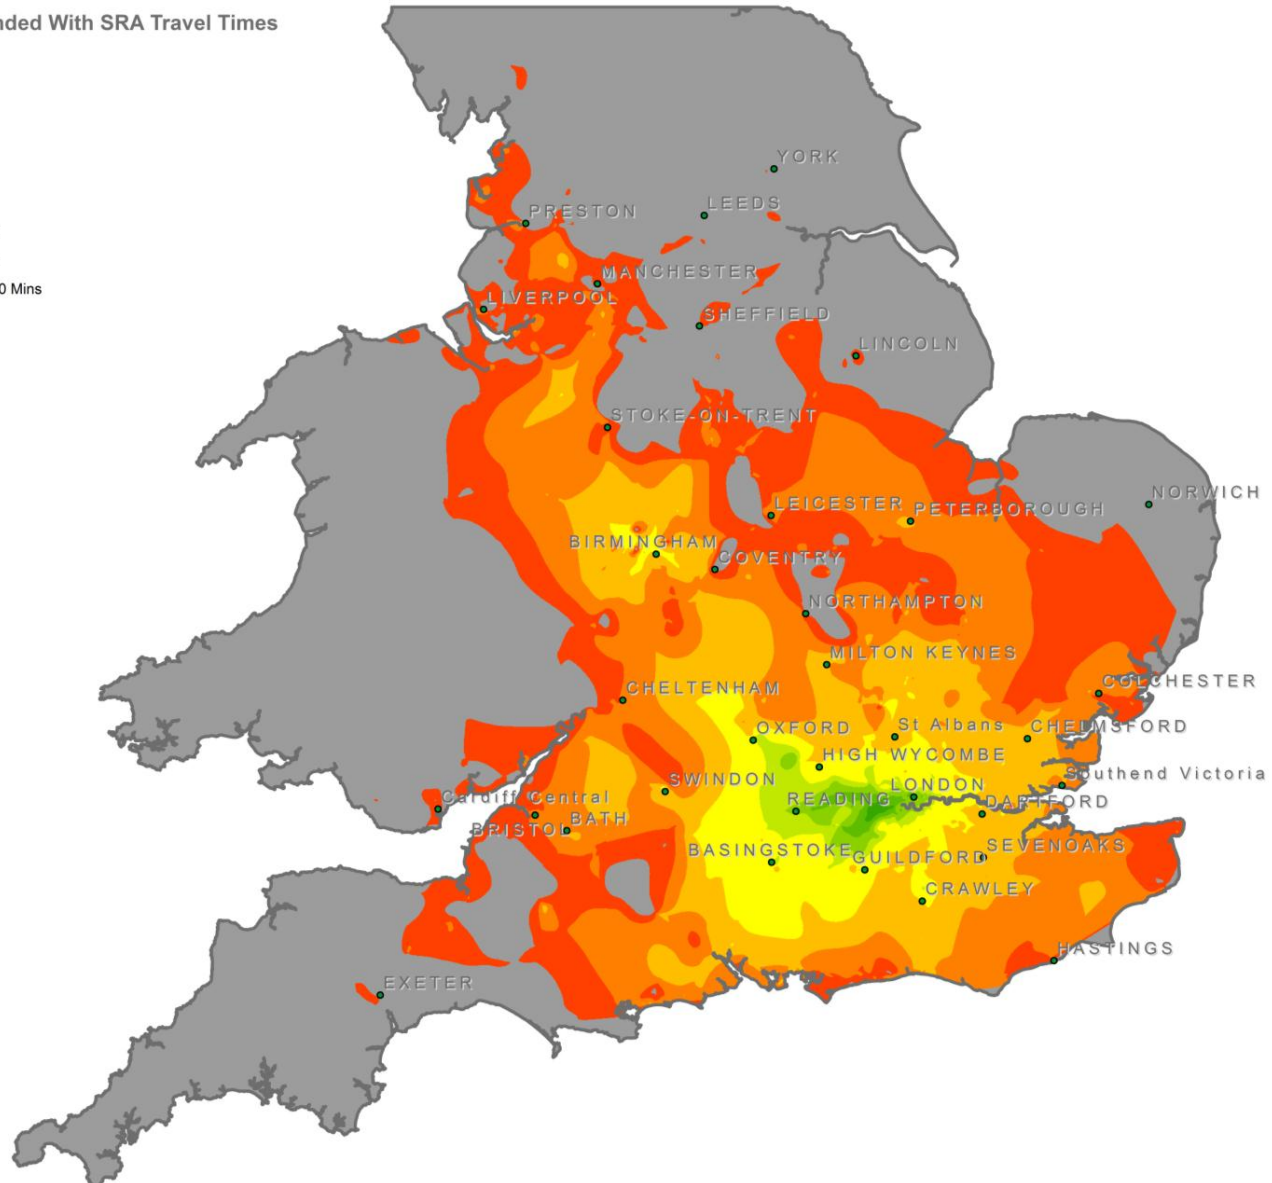 nded With SRA Travel Times
YORK
LEEDS
PRESTON
0 Mins
MANCHESTER
LIVERPOOL
SHEFFIELD
LINCOLN
STOKE-ON-TRENT
NORWICH
LEICESTER
PETERBOROUGH
BIRMINGHAM
COVENTRY
NORTHAMPTON
MILTON KEYNES
COLCHESTER
CHELTENHAM
OXFORD
St Albans
CHELMSFORD
HIGH WYCOMBE
Southend Victoria
SWINDON
LONDON
READING
DARTFORD
Cardiff Central
BATH
BRISTOL
BASINGSTOKE
GUILDFORD
SEVENOAKS
CRAWLEY
HASTINGS
EXETER